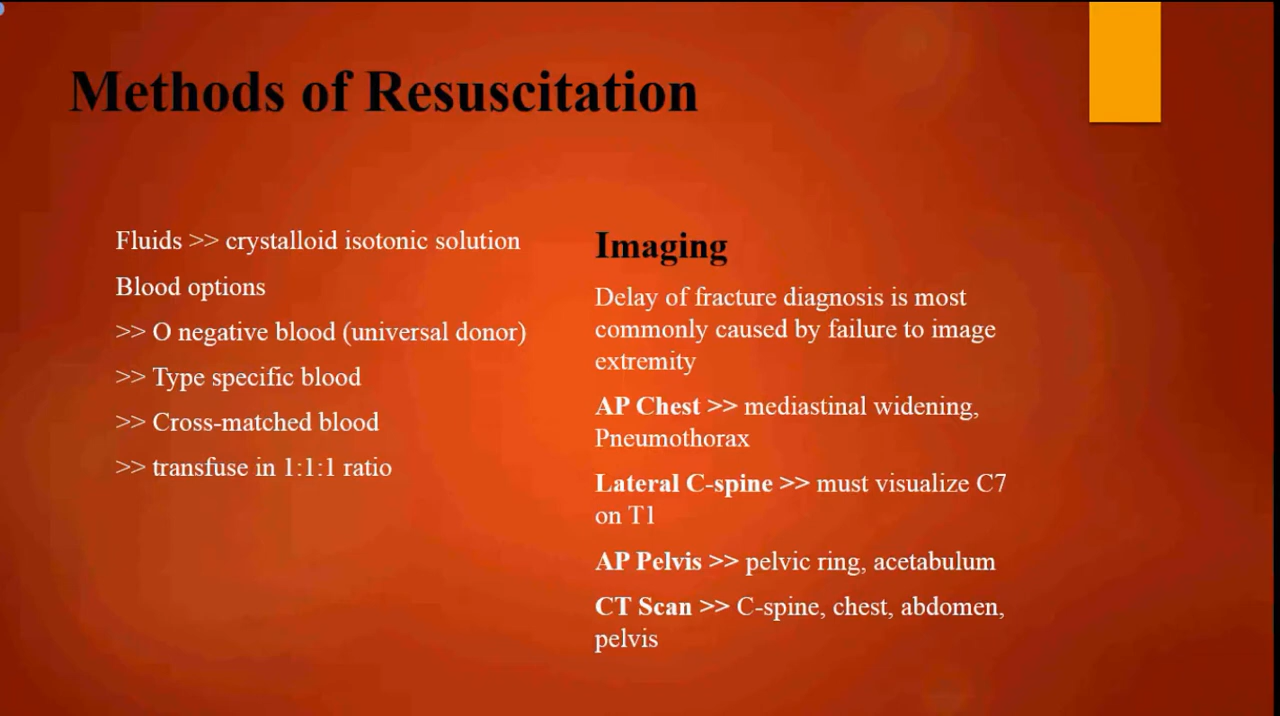 Methods of Resuscitation
Fluids >> crystalloid isotonic solution
Blood options
>> O negative blood (universal donor)
>> Type specific blood
>> Cross-matched blood
>> transfuse in 1:1:1 ratio
Imaging
Delay of fracture diagnosis is most
commonly caused by failure to image
extremity
AP Chest >> mediastinal widening,
Pneumothorax
Lateral C-spine >> must visualize C7
on T1
AP Pelvis >> pelvic ring, acetabulum
CT Scan >> C-spine, chest, abdomen,
pelvis